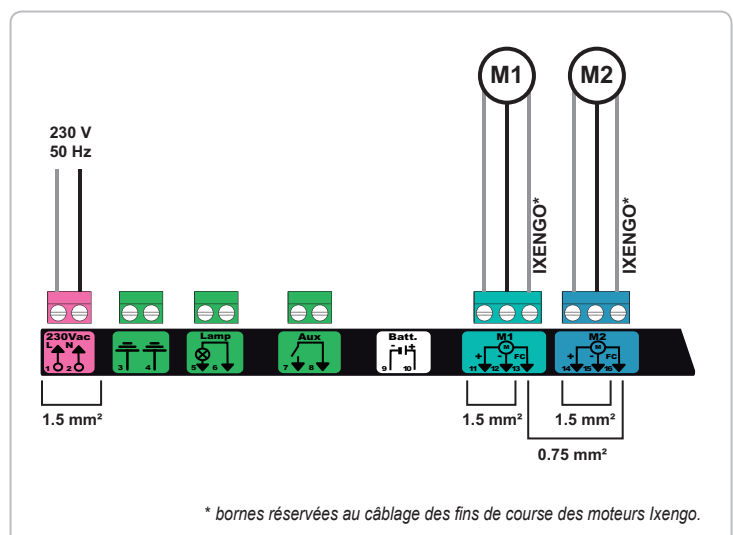 M1 M2
230 V
50 Hz
IXENGO*
IXENGO*
230Vac
L N
1 2
3 4
Lamp
5 6
Aux
7 8
Batt.
- +
9 10
M1
M
+ - FC
11 12 13
M2
M
+ - FC
14 15 16
1.5 mm²
1.5 mm²
1.5 mm²
0.75 mm²
* bornes réservées au câblage des fins de course des moteurs Ixengo.